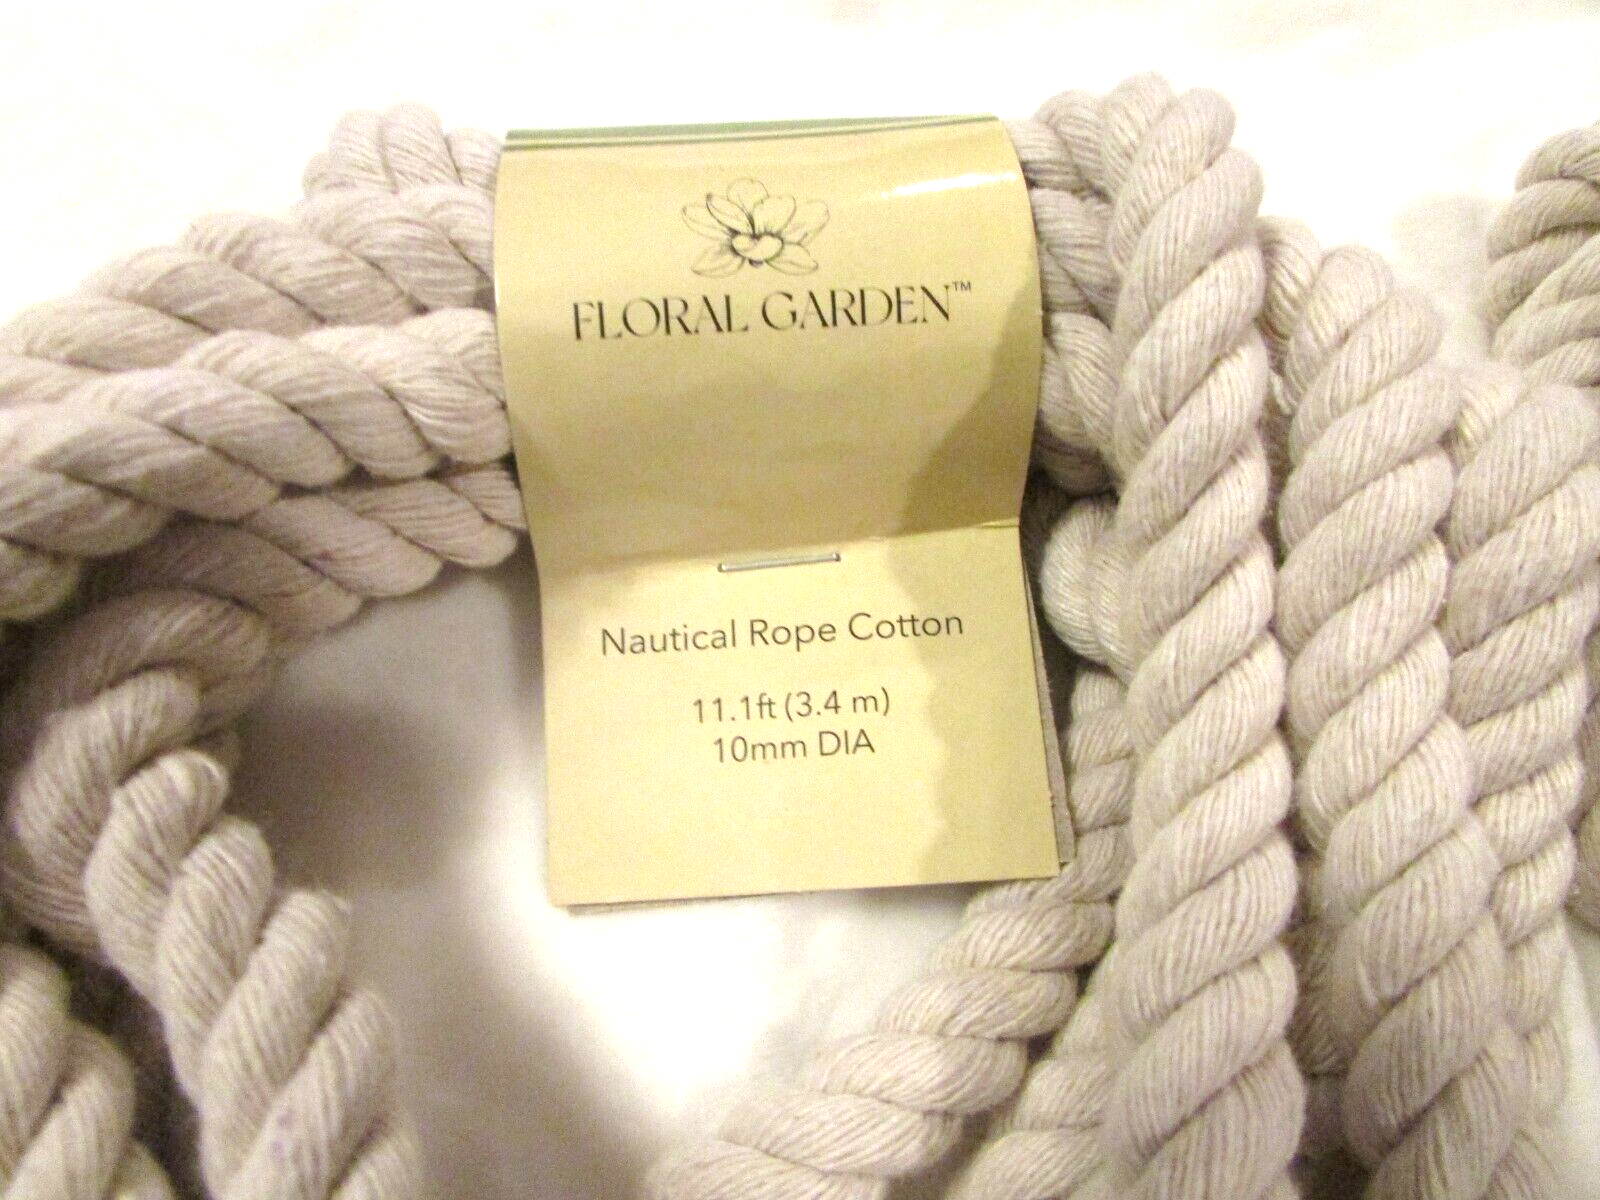 FLORAL GARDEN™
Nautical Rope Cotton
11.1ft (3.4 m)
10mm DIA